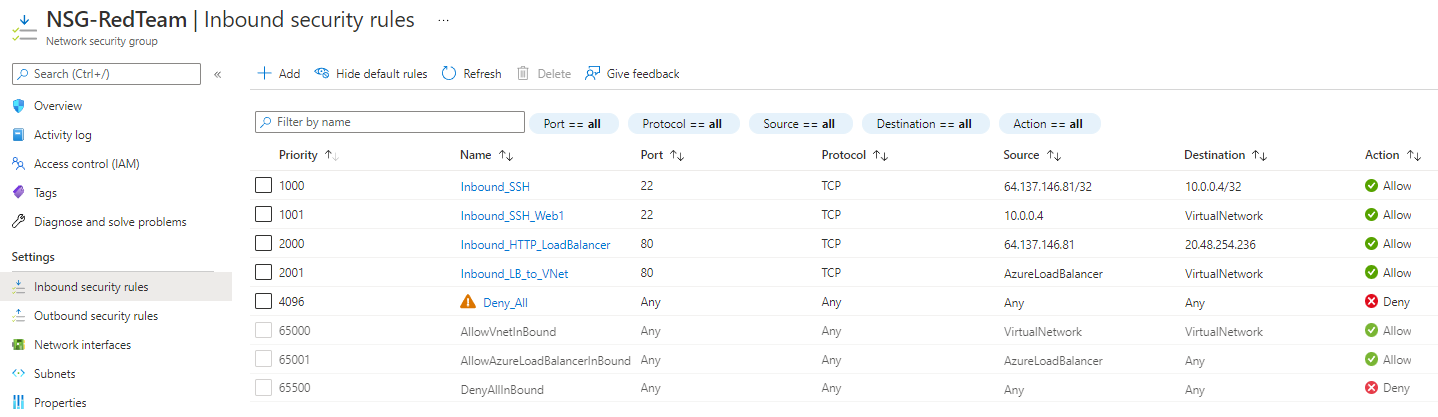 NSG-RedTeam | Inbound security rules ...
Network security group
Search (Ctrl+/) «
Overview
Activity log
Access control (IAM)
Tags
Diagnose and solve problems
Settings
Inbound security rules
Outbound security rules
Network interfaces
Subnets
Properties
Add Hide default rules Refresh Delete Give feedback
Filter by name Port == all Protocol == all Source == all Destination == all Action == all
Priority Name Port Protocol Source Destination Action
1000 Inbound_SSH 22 TCP 64.137.146.81/32 10.0.0.4/32 Allow
1001 Inbound_SSH_Web1 22 TCP 10.0.0.4 VirtualNetwork Allow
2000 Inbound_HTTP_LoadBalancer 80 TCP 64.137.146.81 20.48.254.236 Allow
2001 Inbound_LB_to_VNet 80 TCP AzureLoadBalancer VirtualNetwork Allow
4096 Deny_All Any Any Any Any Deny
65000 AllowVnetInBound Any Any VirtualNetwork VirtualNetwork Allow
65001 AllowAzureLoadBalancerInBound Any Any AzureLoadBalancer Any Allow
65500 DenyAllInBound Any Any Any Any Deny